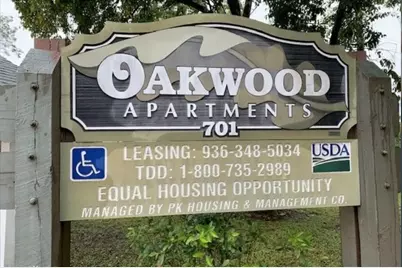 OAKWOOD
APARTMENTS
701
LEASING: 936-348-5034
TDD: 1-800-735-2989
EQUAL HOUSING OPPORTUNITY
MANAGED BY PK HOUSING & MANAGEMENT CO.
USDA